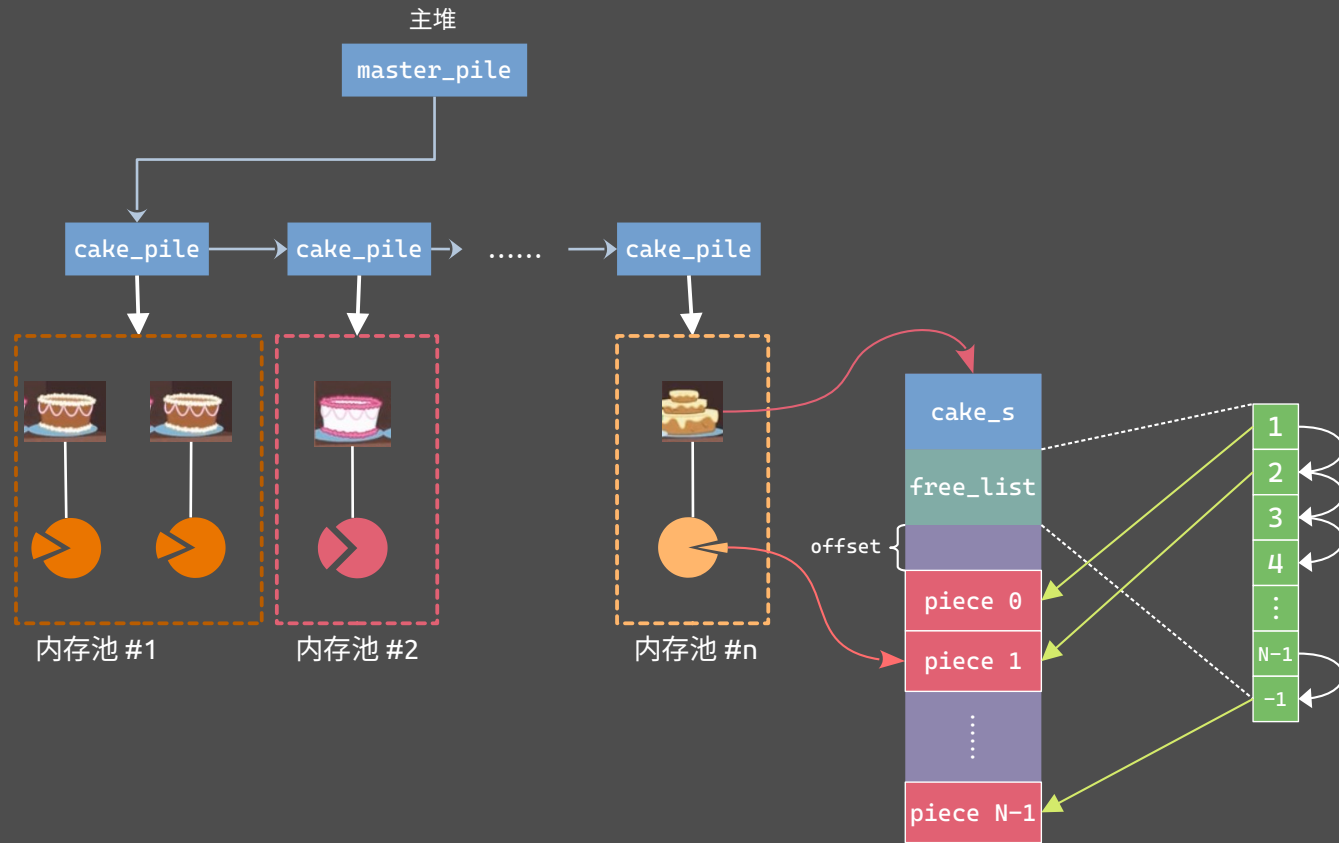 主堆
master_pile
cake_pile
cake_pile
......
cake_pile
cake_s
free_list
offset
piece 0
piece 1
piece N-1
1
2
3
4
N-1
-1
内存池 #1
内存池 #2
内存池 #n